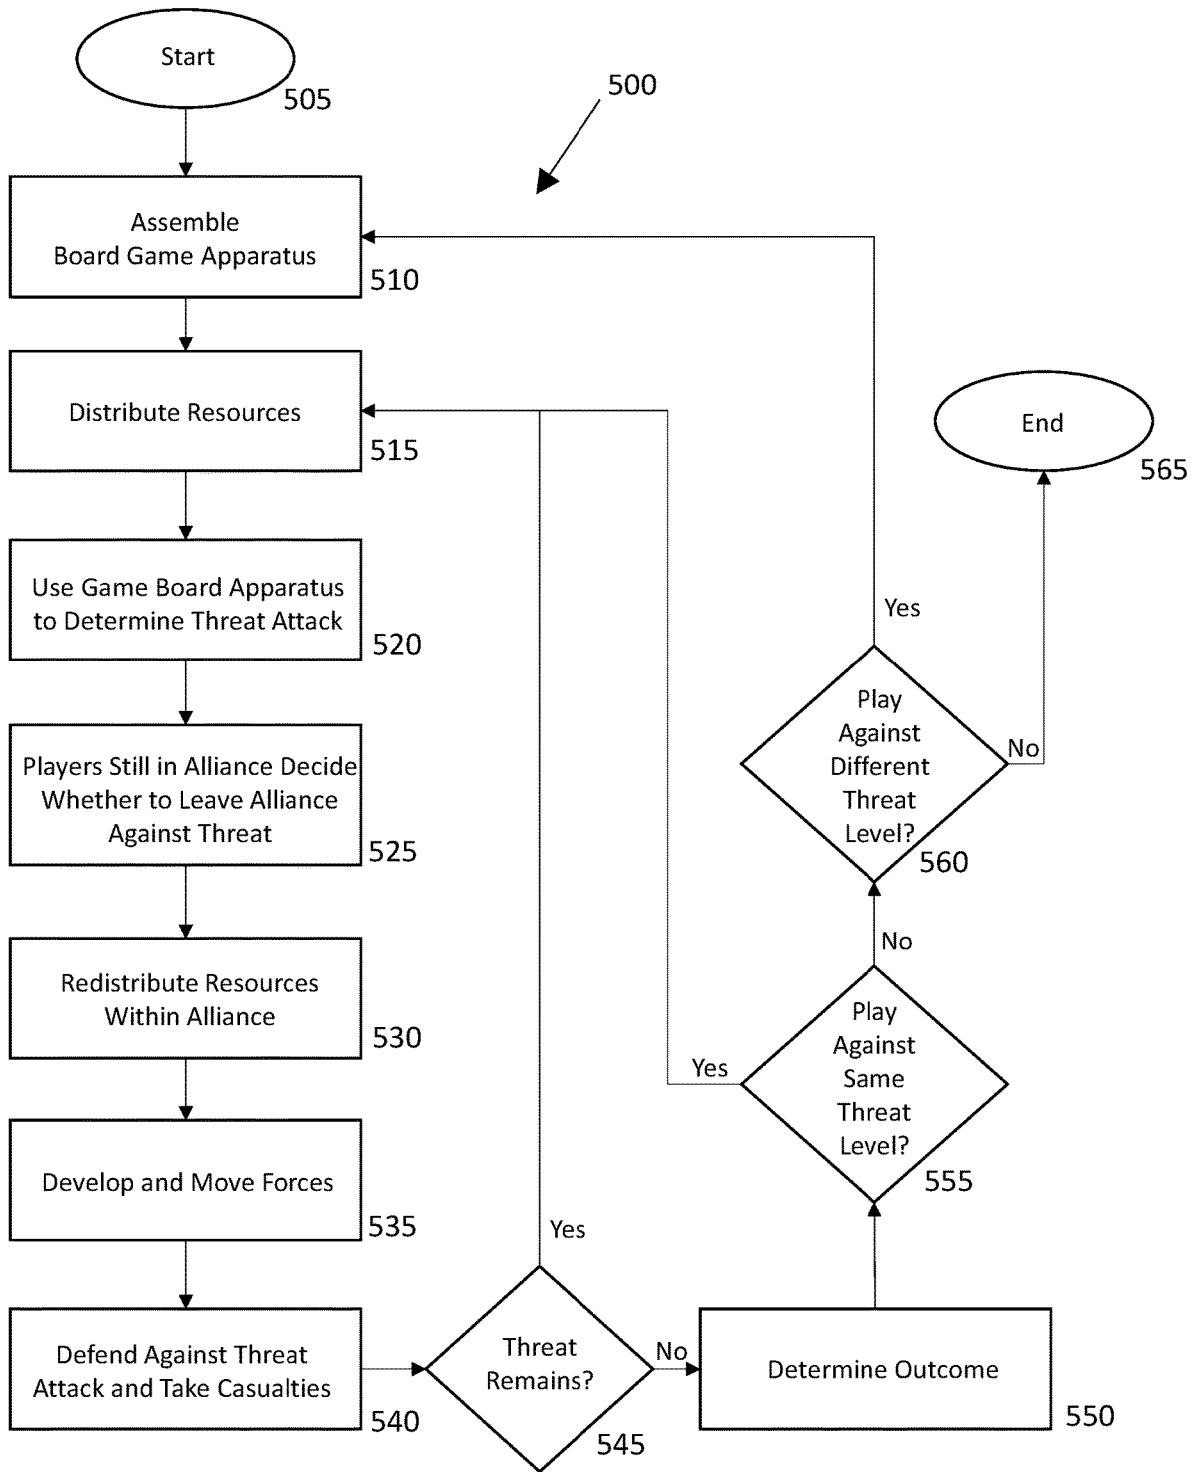 Start
505
500
Assemble
Board Game Apparatus
510
Distribute Resources
515
End
565
Use Game Board Apparatus
to Determine Threat Attack
520
Yes
Play
Against
Different
Threat
Level?
560
No
Players Still in Alliance Decide
Whether to Leave Alliance
Against Threat
525
No
Redistribute Resources
Within Alliance
530
Play
Against
Same
Threat
Level?
555
Yes
Develop and Move Forces
535
Yes
Defend Against Threat
Attack and Take Casualties
540
Threat
Remains?
545
No
Determine Outcome
550